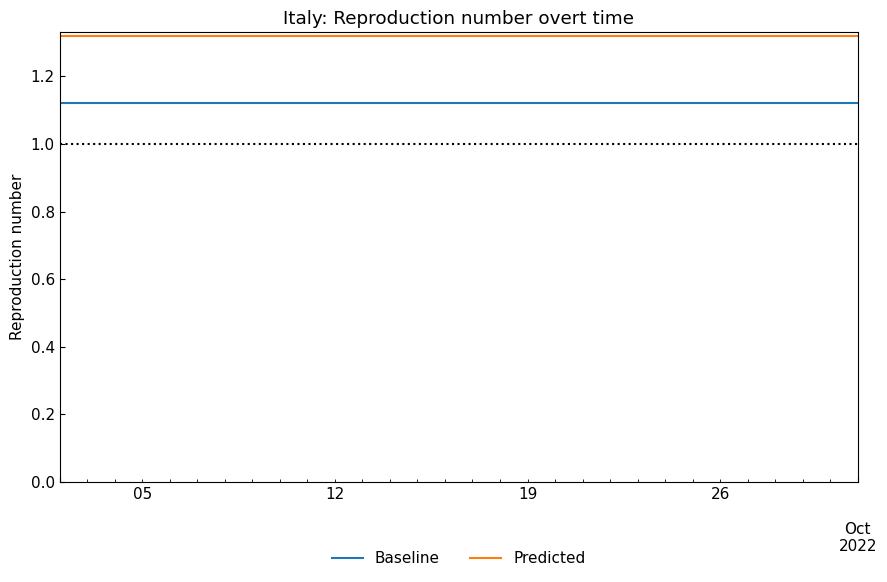 Italy: Reproduction number overt time
Reproduction number
1.2
1.0
0.8
0.6
0.4
0.2
0.0
05
12
19
26
Oct
2022
Baseline
Predicted